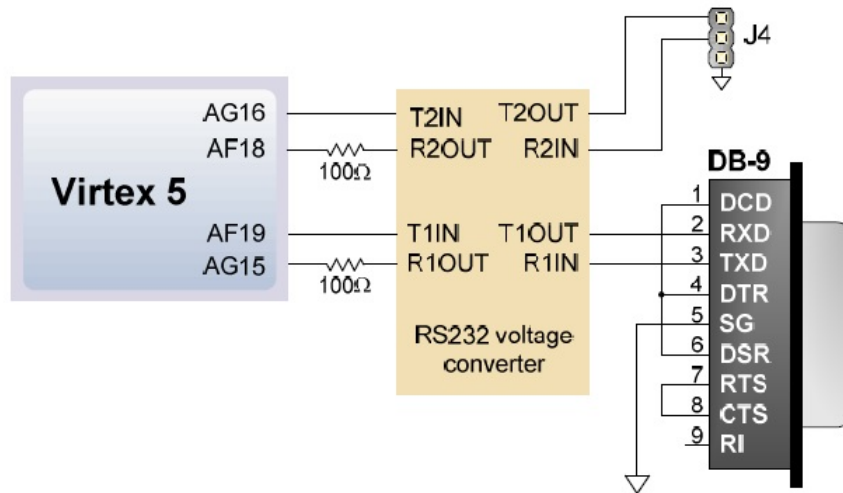 J4
AG16
T2IN
T2OUT
AF18
100Ω
R2OUT
R2IN
Virtex 5
AF19
T1IN
T1OUT
AG15
100Ω
R1OUT
R1IN
RS232 voltage
converter
DB-9
1 DCD
2 RXD
3 TXD
4 DTR
5 SG
6 DSR
7 RTS
8 CTS
9 RI